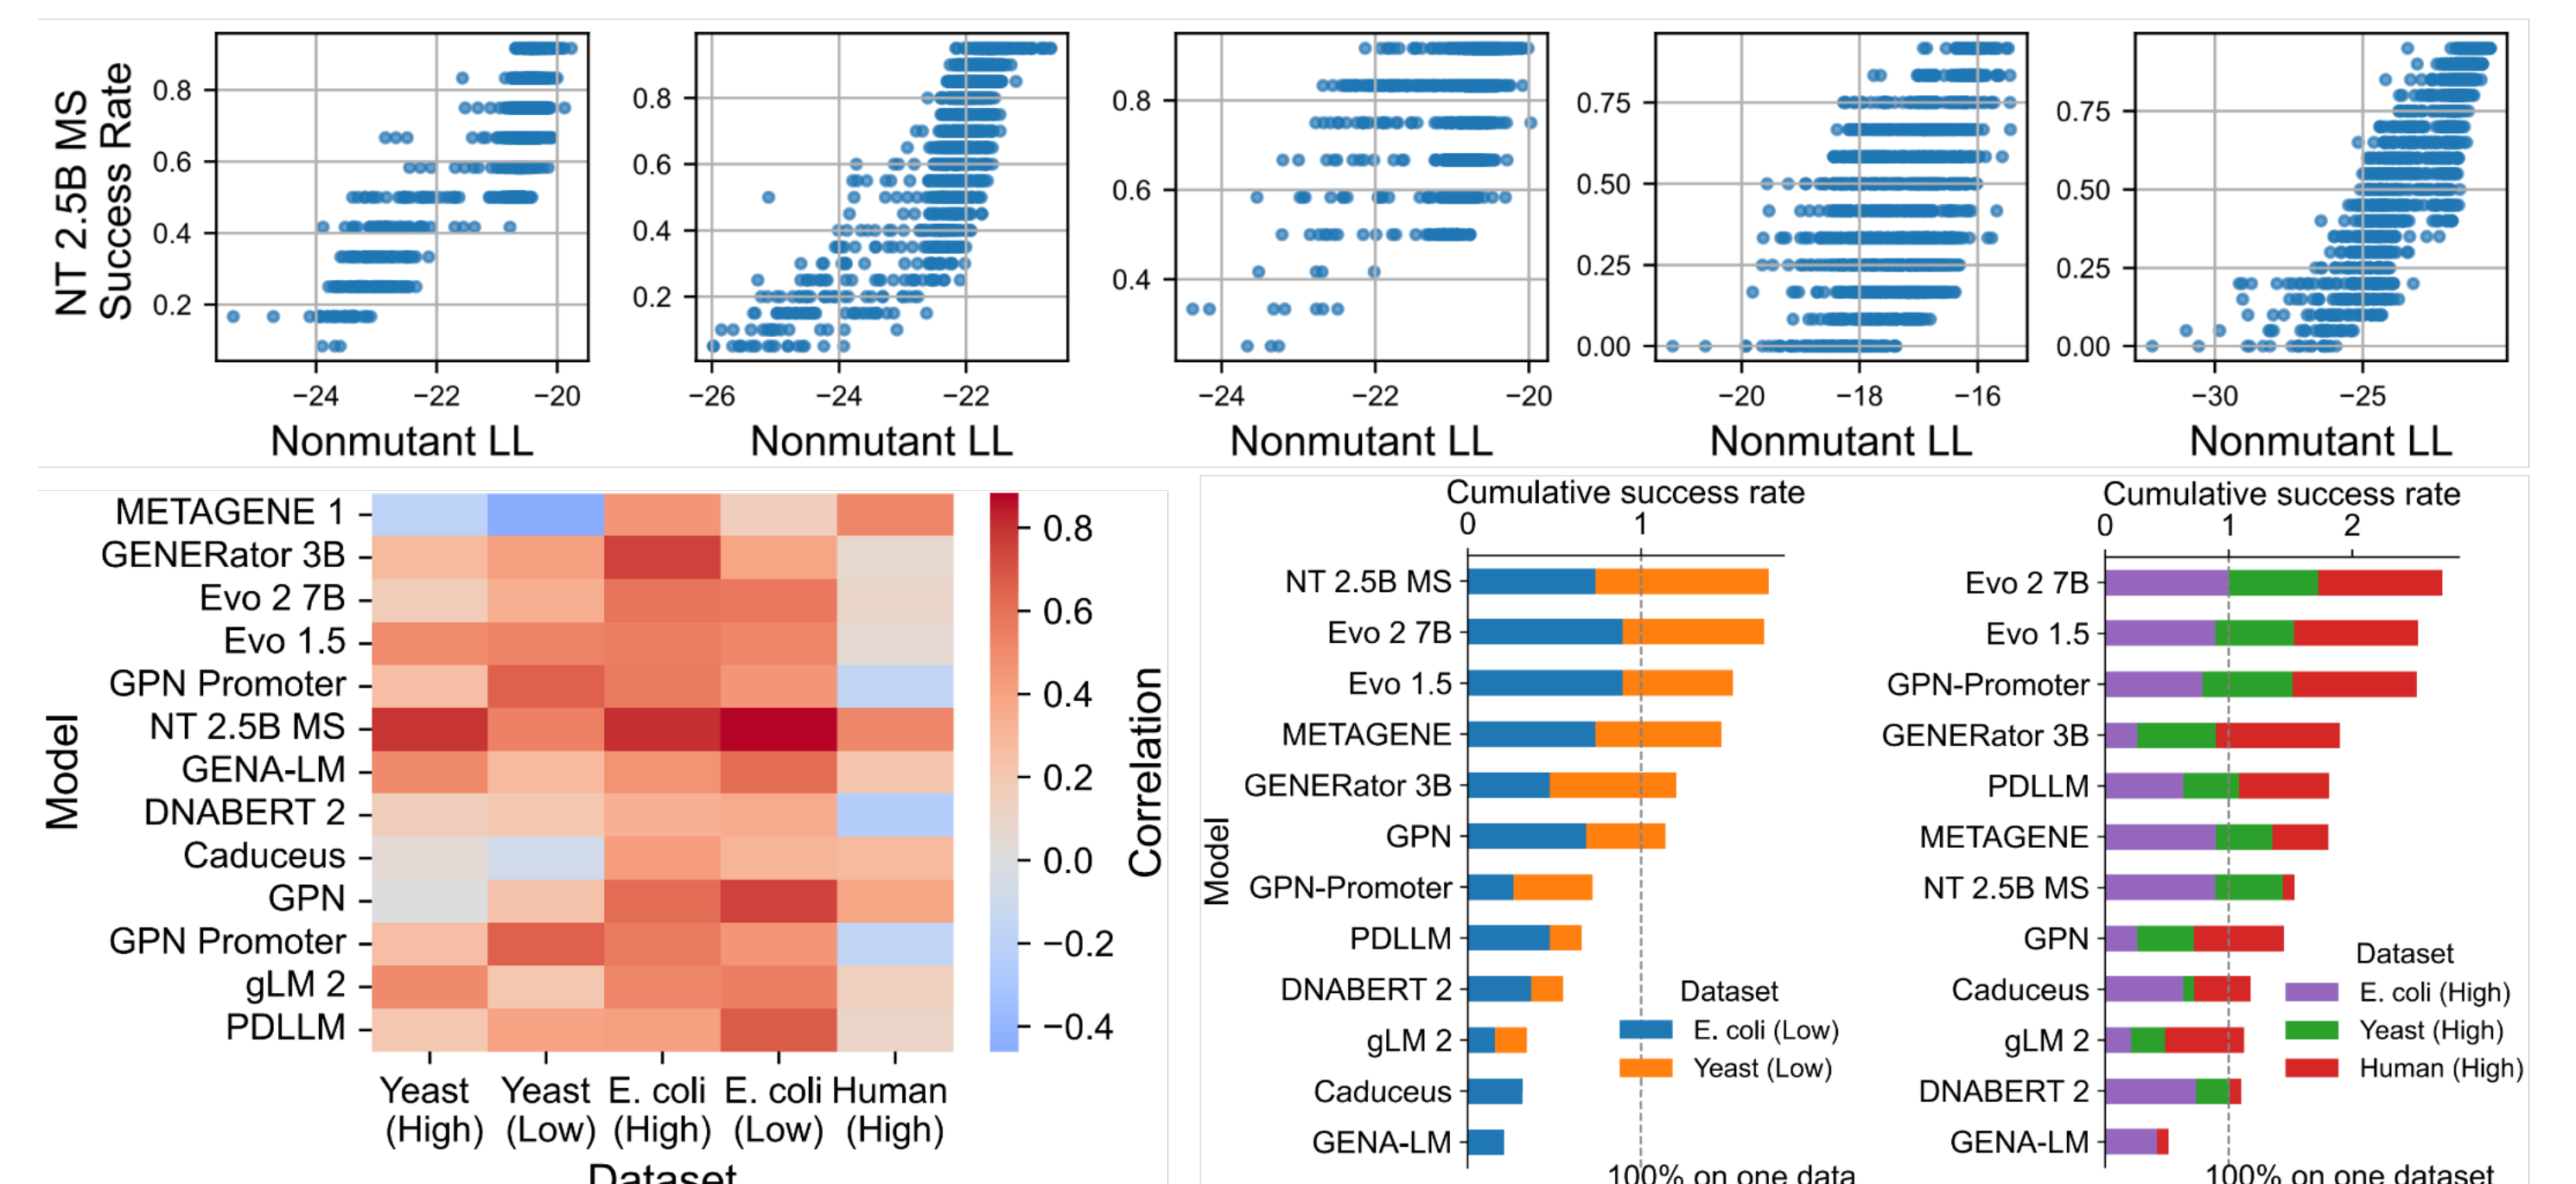 NT 2.5B MS
Success Rate
0.8
0.6
0.4
0.2
−24
−22
−20
Nonmutant LL
0.8
0.6
0.4
0.2
−26
−24
−22
Nonmutant LL
0.8
0.6
0.4
−24
−22
−20
Nonmutant LL
0.75
0.50
0.25
0.00
−20
−18
−16
Nonmutant LL
0.75
0.50
0.25
0.00
−30
−25
Nonmutant LL
Model
METAGENE 1
GENERator 3B
Evo 2 7B
Evo 1.5
GPN Promoter
NT 2.5B MS
GENA-LM
DNABERT 2
Caduceus
GPN
GPN Promoter
gLM 2
PDLLM
Yeast (High)
Yeast (Low)
E. coli (High)
E. coli (Low)
Human (High)
Dataset
0.8
0.6
0.4
0.2
0.0
−0.2
−0.4
Correlation
Cumulative success rate
0 1
Model
NT 2.5B MS
Evo 2 7B
Evo 1.5
METAGENE
GENERator 3B
GPN
GPN-Promoter
PDLLM
DNABERT 2
gLM 2
Caduceus
GENA-LM
Dataset
E. coli (Low)
Yeast (Low)
100% on one data
Cumulative success rate
0 1 2
Evo 2 7B
Evo 1.5
GPN-Promoter
GENERator 3B
PDLLM
METAGENE
NT 2.5B MS
GPN
Caduceus
gLM 2
DNABERT 2
GENA-LM
Dataset
E. coli (High)
Yeast (High)
Human (High)
100% on one dataset